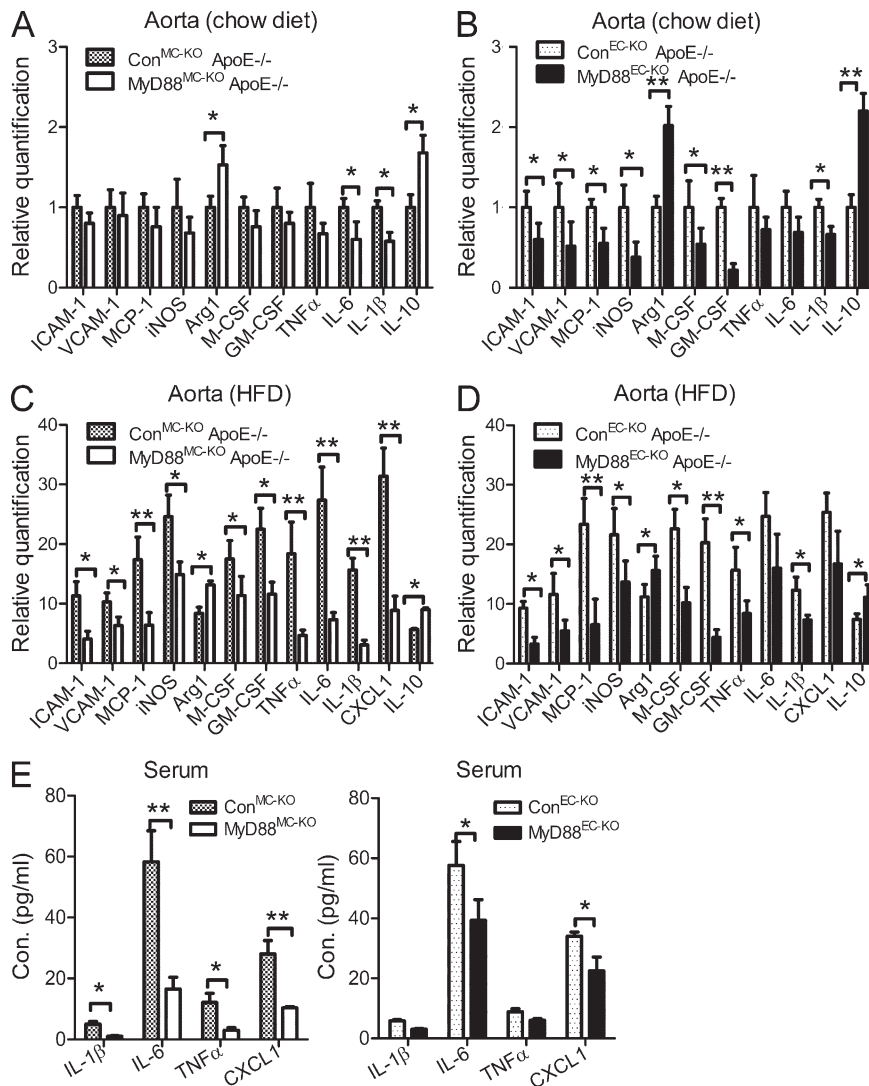 A
Aorta (chow diet)
Con^MC-KO ApoE-/-
MyD88^MC-KO ApoE-/-
Relative quantification
3
2
1
0
* * * *
ICAM-1 VCAM-1 MCP-1 iNOS Arg1 M-CSF GM-CSF TNFα IL-6 IL-1β IL-10
B
Aorta (chow diet)
Con^EC-KO ApoE-/-
MyD88^EC-KO ApoE-/-
Relative quantification
3
2
1
0
* * * * ** * ** * **
ICAM-1 VCAM-1 MCP-1 iNOS Arg1 M-CSF GM-CSF TNFα IL-6 IL-1β IL-10
C
Aorta (HFD)
Con^MC-KO ApoE-/-
MyD88^MC-KO ApoE-/-
Relative quantification
40
30
20
10
0
* * ** * * * * ** ** ** ** *
ICAM-1 VCAM-1 MCP-1 iNOS Arg1 M-CSF GM-CSF TNFα IL-6 IL-1β CXCL1 IL-10
D
Aorta (HFD)
Con^EC-KO ApoE-/-
MyD88^EC-KO ApoE-/-
Relative quantification
40
30
20
10
0
* * ** * * * ** * * *
ICAM-1 VCAM-1 MCP-1 iNOS Arg1 M-CSF GM-CSF TNFα IL-6 IL-1β CXCL1 IL-10
E
Serum
Con^MC-KO
MyD88^MC-KO
Con. (pg/ml)
80
60
40
20
0
* ** * **
IL-1β IL-6 TNFα CXCL1
Serum
Con^EC-KO
MyD88^EC-KO
Con. (pg/ml)
80
60
40
20
0
* *
IL-1β IL-6 TNFα CXCL1